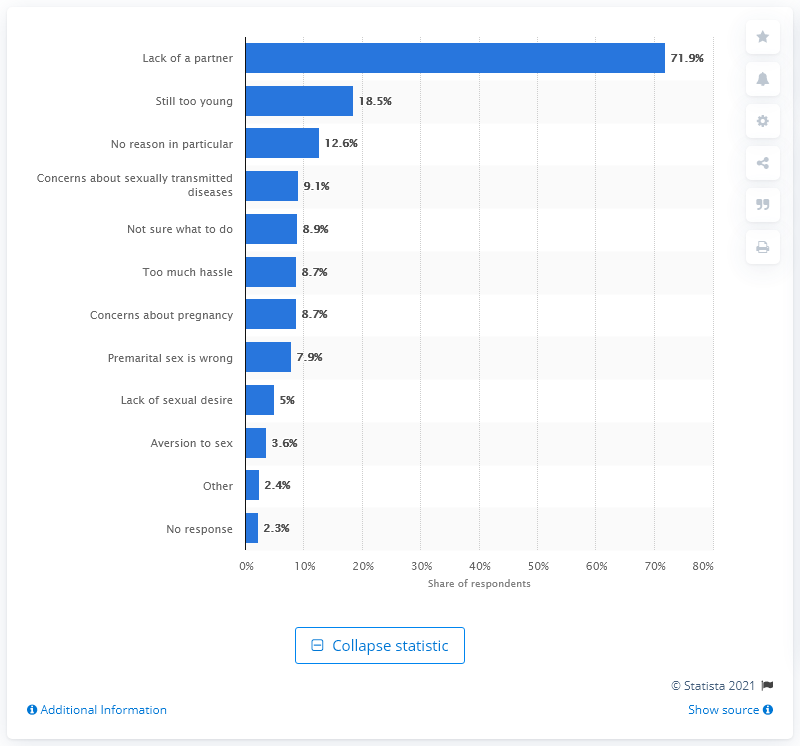 Lack of a partner 71.9%
Still too young 18.5%
No reason in particular 12.6%
Concerns about sexually transmitted
diseases 9.1%
Not sure what to do 8.9%
Too much hassle 8.7%
Concerns about pregnancy 8.7%
Premarital sex is wrong 7.9%
Lack of sexual desire 5%
Aversion to sex 3.6%
Other 2.4%
No response 2.3%
0% 10% 20% 30% 40% 50% 60% 70% 80%
Share of respondents
Collapse statistic
© Statista 2021
Additional Information Show source